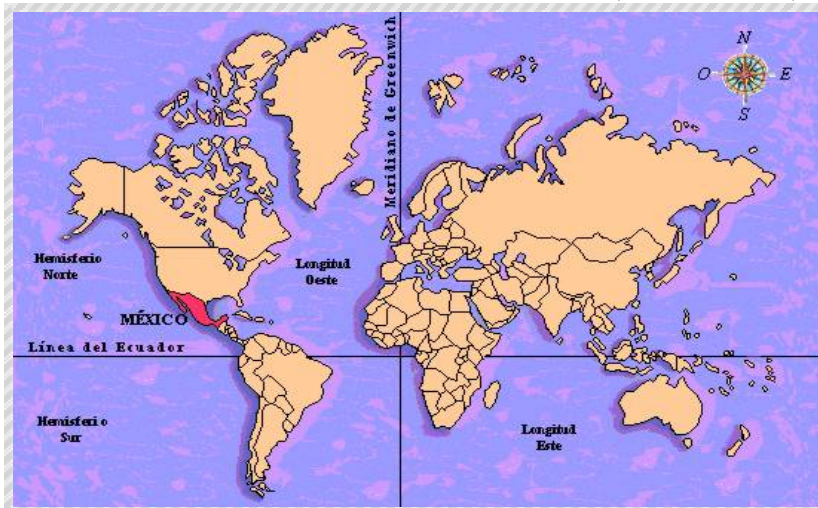 N
O
E
S
Meridiano de Greenwich
Hemisferio
Norte
Longitud
Oeste
MÉXICO
Línea del Ecuador
Hemisferio
Sur
Longitud
Este